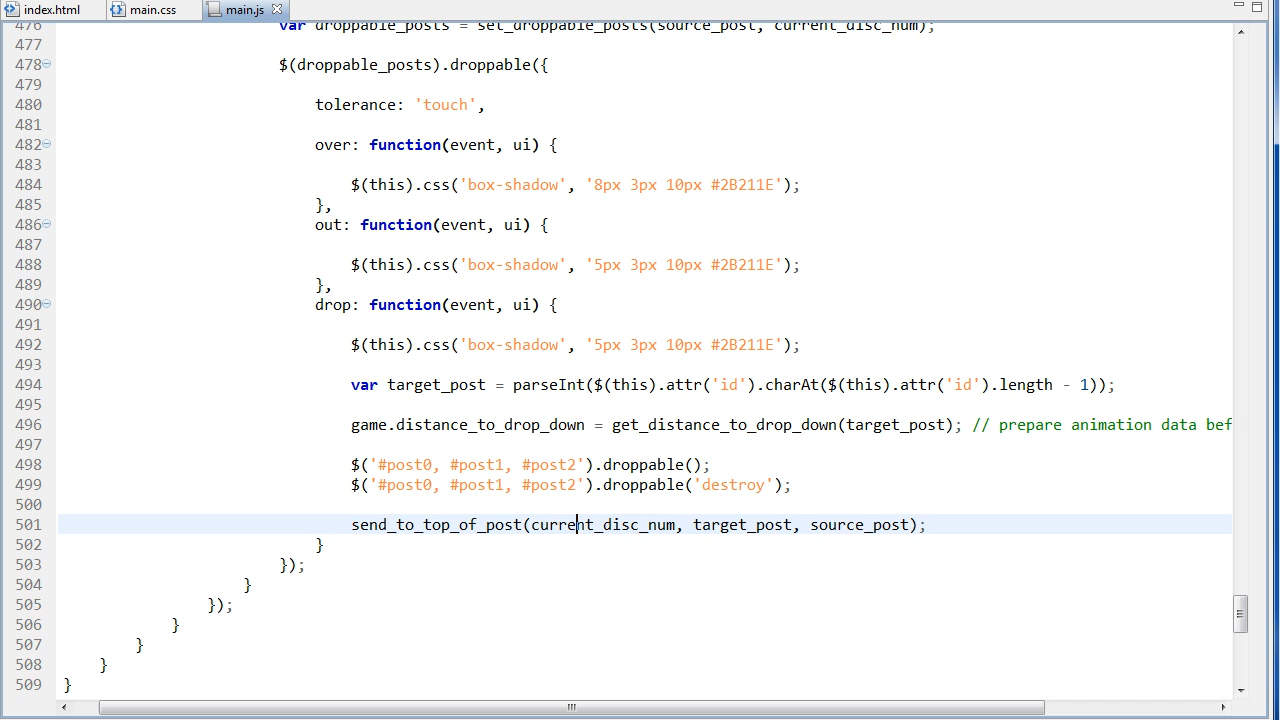 index.html main.css main.js
476 var droppable_posts = set_droppable_posts(source_post, current_disc_num);
477
478 $(droppable_posts).droppable({
479
480 tolerance: 'touch',
481
482 over: function(event, ui) {
483
484 $(this).css('box-shadow', '8px 3px 10px #2B211E');
485 },
486 out: function(event, ui) {
487
488 $(this).css('box-shadow', '5px 3px 10px #2B211E');
489 },
490 drop: function(event, ui) {
491
492 $(this).css('box-shadow', '5px 3px 10px #2B211E');
493
494 var target_post = parseInt($(this).attr('id').charAt($(this).attr('id').length - 1));
495
496 game.distance_to_drop_down = get_distance_to_drop_down(target_post); // prepare animation data bef
497
498 $('#post0, #post1, #post2').droppable();
499 $('#post0, #post1, #post2').droppable('destroy');
500
501 send_to_top_of_post(current_disc_num, target_post, source_post);
502 }
503 });
504 }
505 });
506 }
507 }
508 }
509 }